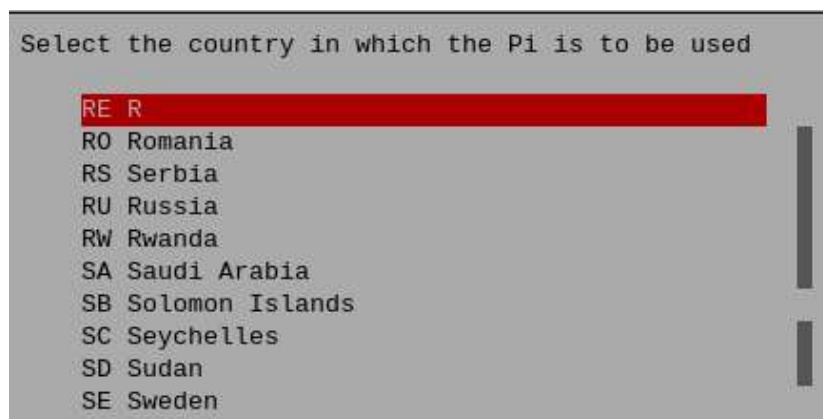 Select the country in which the Pi is to be used
RE R
RO Romania
RS Serbia
RU Russia
RW Rwanda
SA Saudi Arabia
SB Solomon Islands
SC Seychelles
SD Sudan
SE Sweden